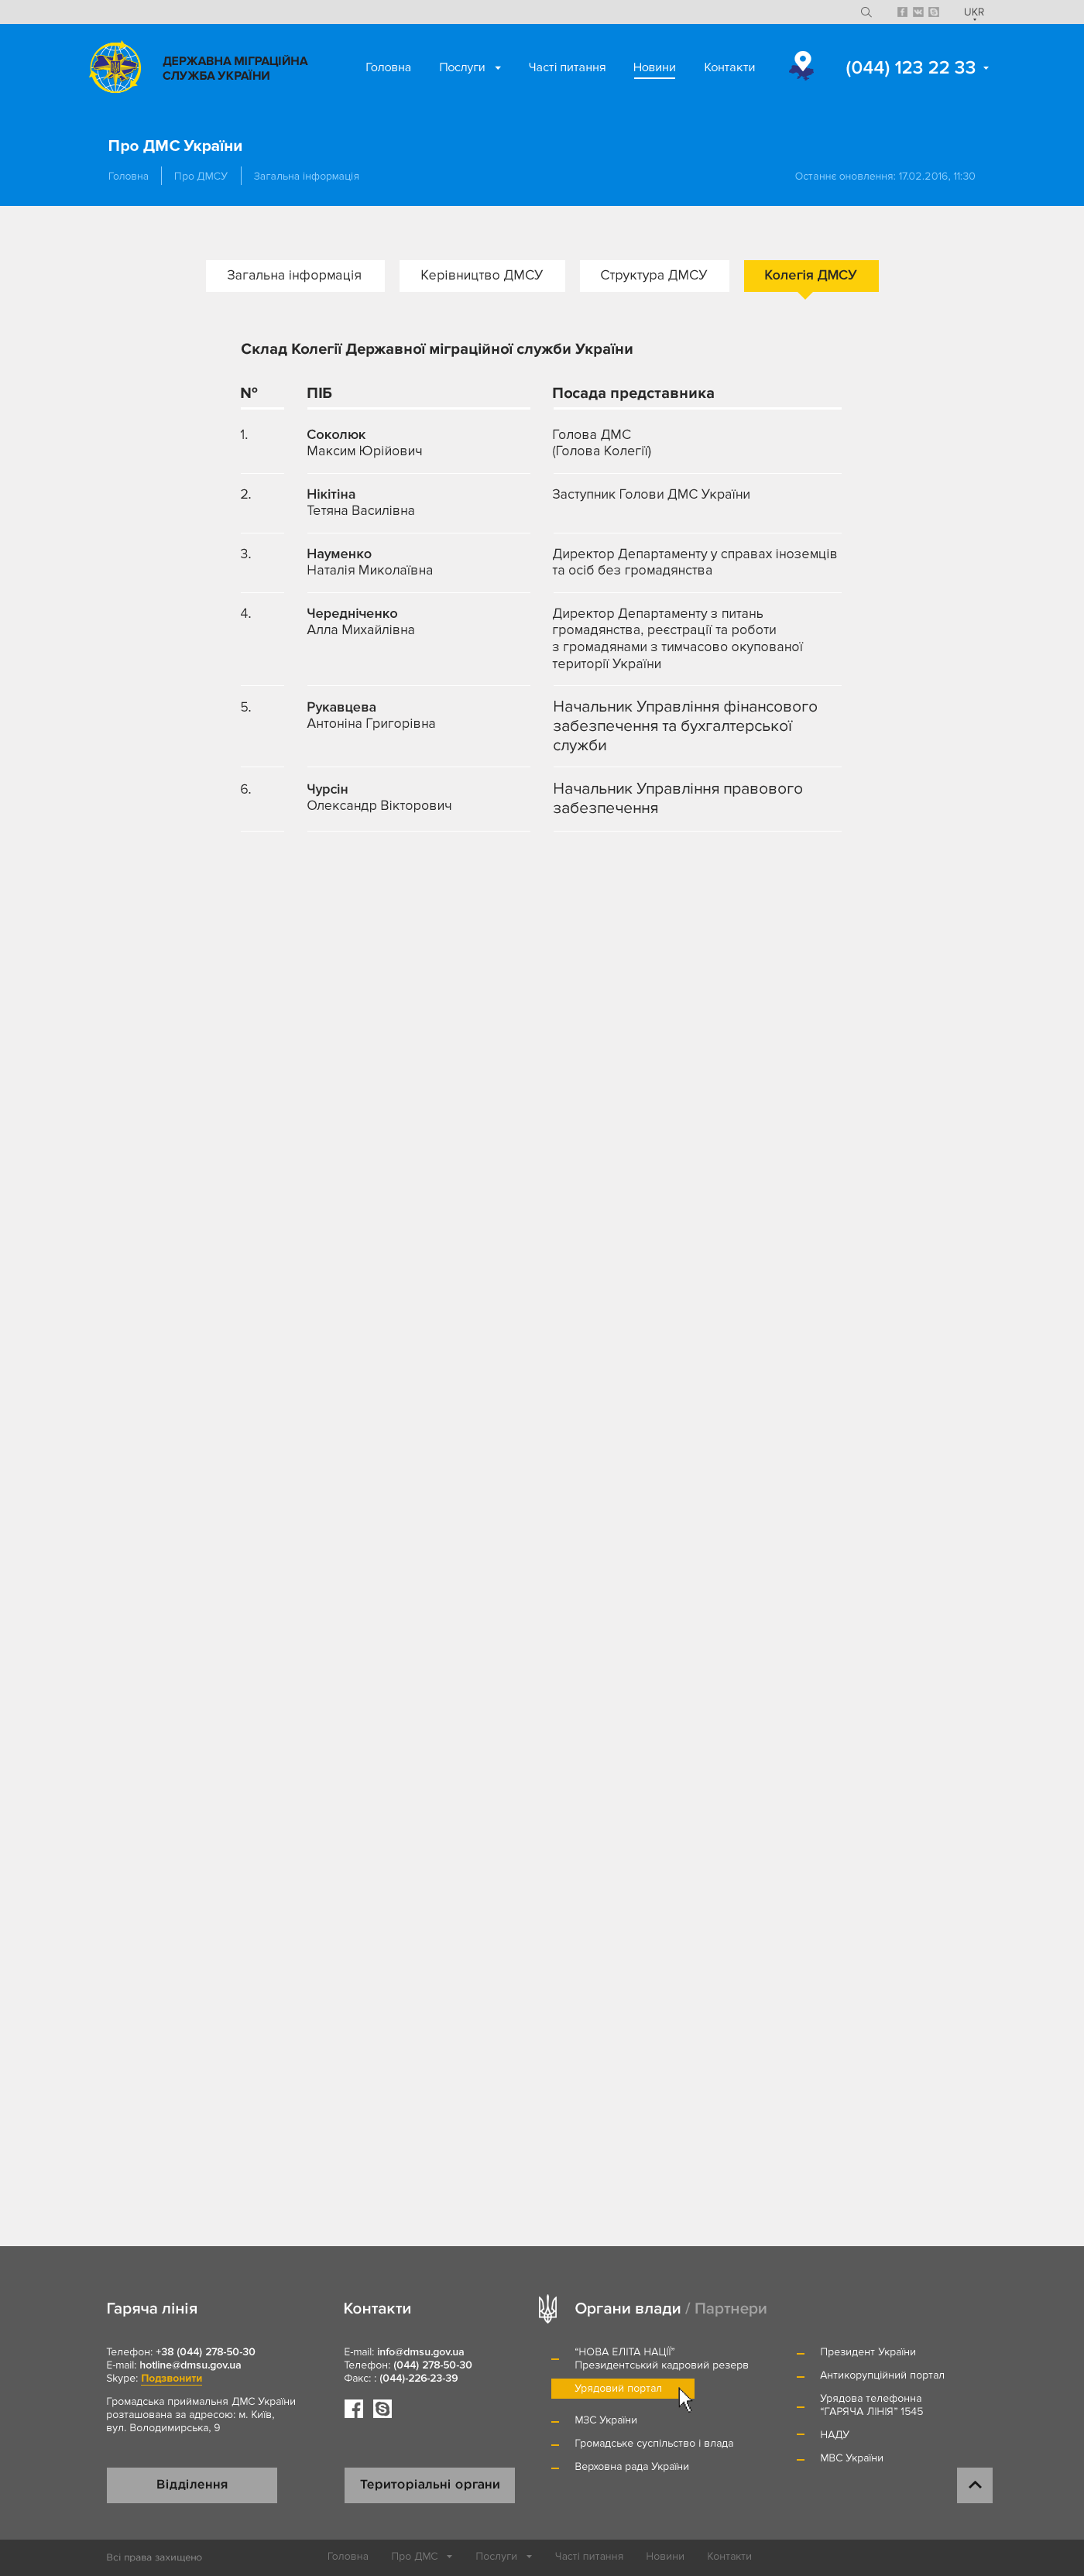 UKR
ДЕРЖАВНА МІГРАЦІЙНА
СЛУЖБА УКРАЇНИ
Головна
Послуги
Часті питання
Новини
Контакти
(044) 123 22 33
Про ДМС України
Головна
Про ДМСУ
Загальна інформація
Останнє оновлення: 17.02.2016, 11:30
Загальна інформація
Керівництво ДМСУ
Структура ДМСУ
Колегія ДМСУ
Склад Колегії Державної міграційної служби України
№
ПІБ
Посада представника
1.
Соколюк
Максим Юрійович
Голова ДМС
(Голова Колегії)
2.
Нікітіна
Тетяна Василівна
Заступник Голови ДМС України
3.
Науменко
Наталія Миколаївна
Директор Департаменту у справах іноземців
та осіб без громадянства
4.
Чередніченко
Алла Михайлівна
Директор Департаменту з питань
громадянства, реєстрації та роботи
з громадянами з тимчасово окупованої
території України
5.
Рукавцева
Антоніна Григорівна
Начальник Управління фінансового
забезпечення та бухгалтерської
служби
6.
Чурсін
Олександр Вікторович
Начальник Управління правового
забезпечення
Гаряча лінія
Телефон: +38 (044) 278-50-30
E-mail: hotline@dmsu.gov.ua
Skype: Подзвонити
Громадська приймальня ДМС України
розташована за адресою: м. Київ,
вул. Володимирська, 9
Відділення
Контакти
E-mail: info@dmsu.gov.ua
Телефон: (044) 278-50-30
Факс: : (044)-226-23-39
Територіальні органи
Органи влади / Партнери
"НОВА ЕЛІТА НАЦІЇ"
Президентський кадровий резерв
Урядовий портал
МЗС України
Громадське суспільство і влада
Верховна рада України
Президент України
Антикорупційний портал
Урядова телефонна
"ГАРЯЧА ЛІНІЯ" 1545
НАДУ
МВС України
Всі права захищено
Головна
Про ДМС
Послуги
Часті питання
Новини
Контакти